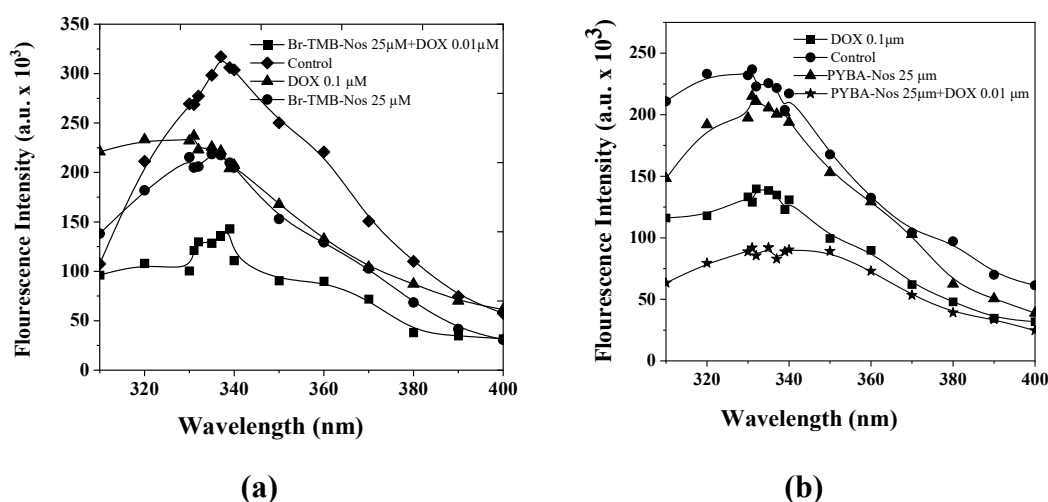 350
300
250
200
150
100
50
0
Flourescence Intensity (a.u. x 10³)
Br-TMB-Nos 25µM+DOX 0.01µM
Control
DOX 0.1 µM
Br-TMB-Nos 25 µM
320 340 360 380 400
Wavelength (nm)
(a)
250
200
150
100
50
0
Flourescence Intensity (a.u. x 10³)
DOX 0.1µm
Control
PYBA-Nos 25 µm
PYBA-Nos 25µm+DOX 0.01 µm
320 340 360 380 400
Wavelength (nm)
(b)